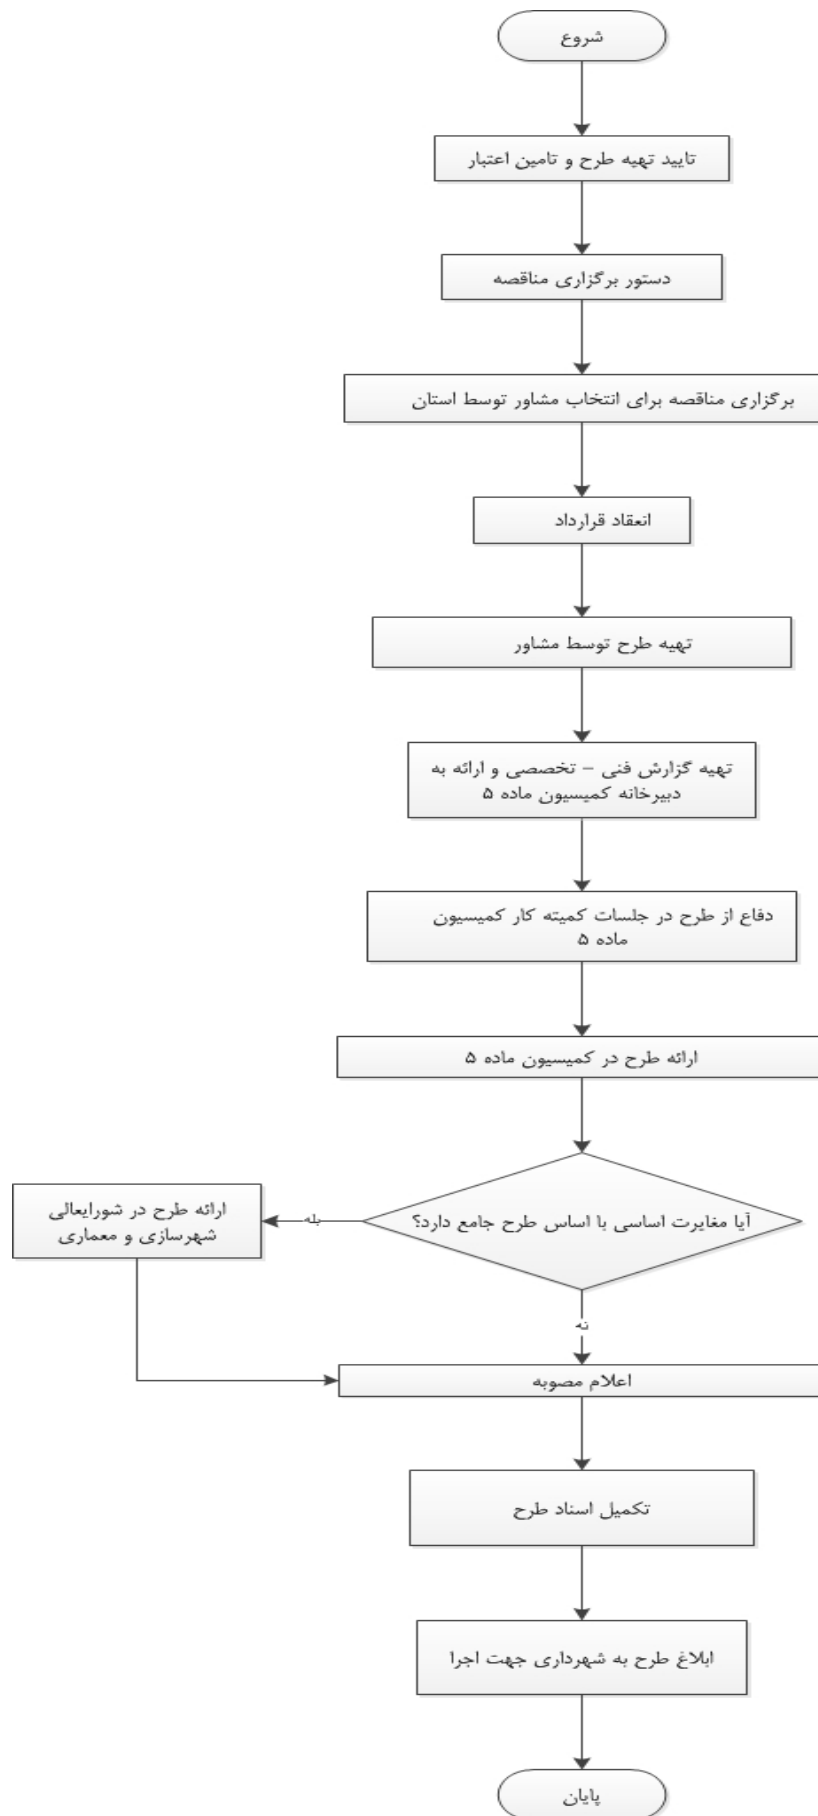 شروع
تایید تهیه طرح و تامین اعتبار
دستور برگزاری مناقصه
برگزاری مناقصه برای انتخاب مشاور توسط استان
انعقاد قرارداد
تهیه طرح توسط مشاور
تهیه گزارش فنی – تخصصی و ارائه به
دبیرخانه کمیسیون ماده ۵
دفاع از طرح در جلسات کمیته کار کمیسیون
ماده ۵
ارائه طرح در کمیسیون ماده ۵
آیا مغایرت اساسی با اساس طرح جامع دارد؟
بله
ارائه طرح در شورایعالی
شهرسازی و معماری
نه
اعلام مصوبه
تکمیل اسناد طرح
ابلاغ طرح به شهرداری جهت اجرا
پایان